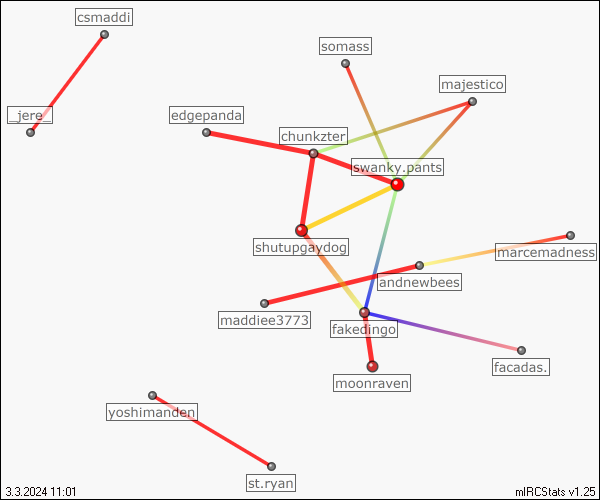 csmaddi
somass
majestico
_jere_
edgepanda
chunkzter
swanky.pants
shutupgaydog
marcemadness
andnewbees
maddiee3773
fakedingo
facadas.
moonraven
yoshimanden
st.ryan
3.3.2024 11:01
mIRCStats v1.25